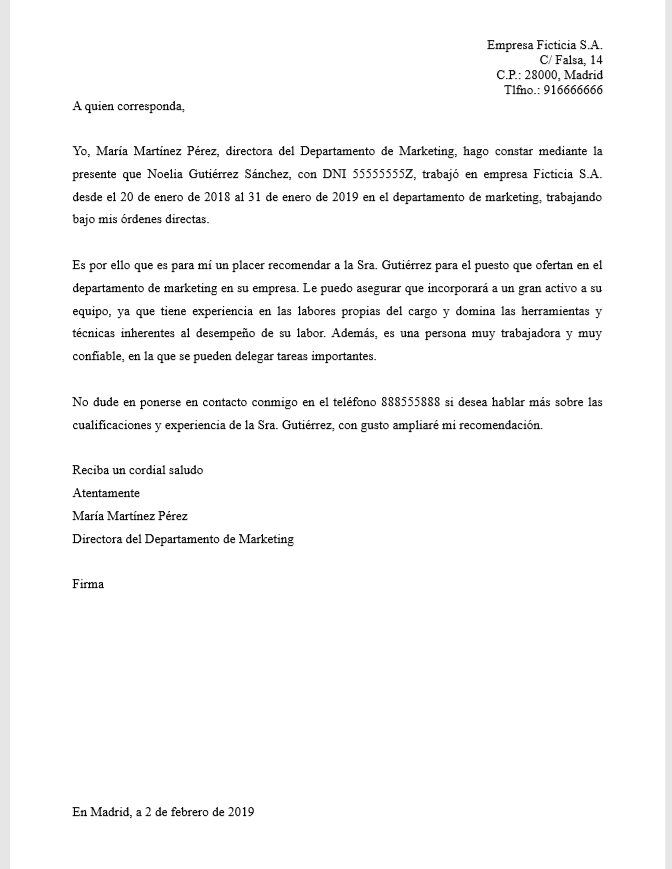 Empresa Ficticia S.A.
C/ Falsa, 14
C.P.: 28000, Madrid
Tlfno.: 916666666
A quien corresponda,
Yo, María Martínez Pérez, directora del Departamento de Marketing, hago constar mediante la
presente que Noelia Gutiérrez Sánchez, con DNI 55555555Z, trabajó en empresa Ficticia S.A.
desde el 20 de enero de 2018 al 31 de enero de 2019 en el departamento de marketing, trabajando
bajo mis órdenes directas.
Es por ello que es para mí un placer recomendar a la Sra. Gutiérrez para el puesto que ofertan en el
departamento de marketing en su empresa. Le puedo asegurar que incorporará a un gran activo a su
equipo, ya que tiene experiencia en las labores propias del cargo y domina las herramientas y
técnicas inherentes al desempeño de su labor. Además, es una persona muy trabajadora y muy
confiable, en la que se pueden delegar tareas importantes.
No dude en ponerse en contacto conmigo en el teléfono 888555888 si desea hablar más sobre las
cualificaciones y experiencia de la Sra. Gutiérrez, con gusto ampliaré mi recomendación.
Reciba un cordial saludo
Atentamente
María Martínez Pérez
Directora del Departamento de Marketing
Firma
En Madrid, a 2 de febrero de 2019